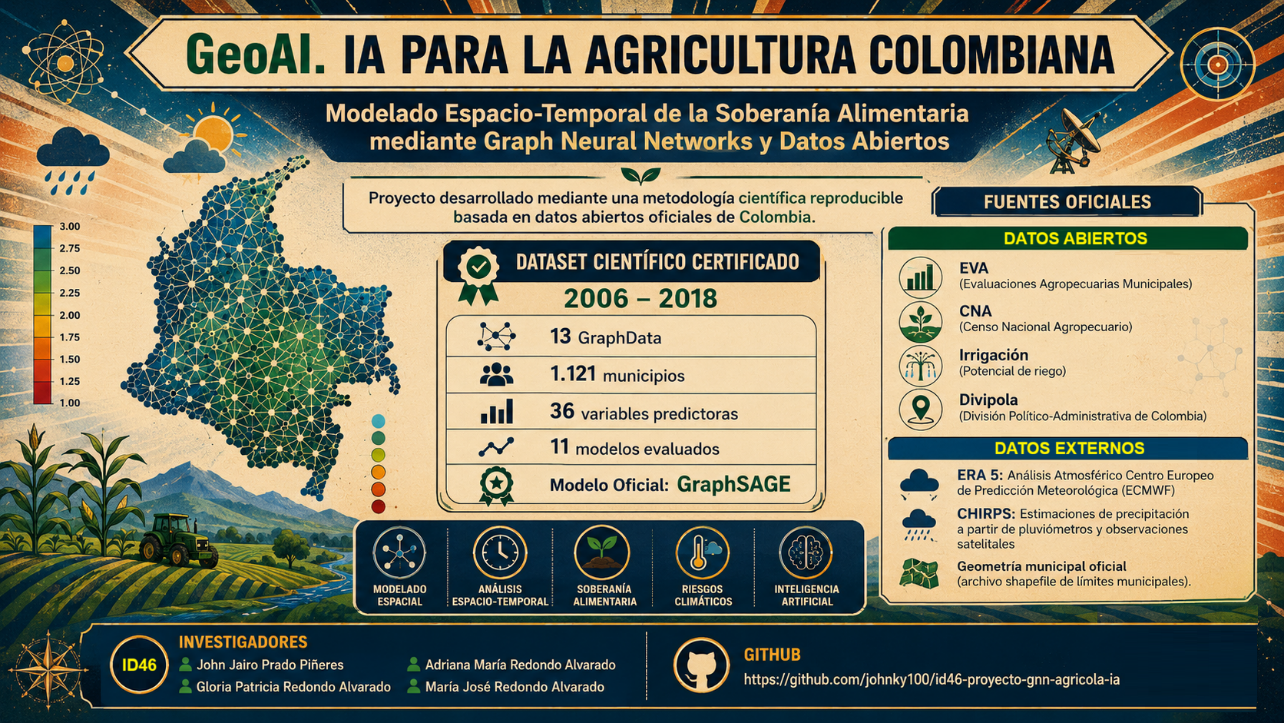 GeoAI. IA PARA LA AGRICULTURA COLOMBIANA
Modelado Espacio-Temporal de la Soberanía Alimentaria
mediante Graph Neural Networks y Datos Abiertos
Proyecto desarrollado mediante una metodología científica reproducible
basada en datos abiertos oficiales de Colombia.
3.00
2.75
2.50
2.25
2.00
1.75
1.50
1.25
1.00
DATASET CIENTÍFICO CERTIFICADO
2006 – 2018
13 GraphData
1.121 municipios
36 variables predictoras
11 modelos evaluados
Modelo Oficial: GraphSAGE
MODELADO
ESPACIAL
ANÁLISIS
ESPACIO-TEMPORAL
SOBERANÍA
ALIMENTARIA
RIESGOS
CLIMÁTICOS
INTELIGENCIA
ARTIFICIAL
FUENTES OFICIALES
DATOS ABIERTOS
EVA
(Evaluaciones Agropecuarias Municipales)
CNA
(Censo Nacional Agropecuario)
Irrigación
(Potencial de riego)
Divipola
(División Político-Administrativa de Colombia)
DATOS EXTERNOS
ERA 5: Análisis Atmosférico Centro Europeo
de Predicción Meteorológica (ECMWF)
CHIRPS: Estimaciones de precipitación
a partir de pluviómetros y observaciones
satelitales
Geometría municipal oficial
(archivo shapefile de límites municipales).
ID46
INVESTIGADORES
John Jairo Prado Piñeres
Gloria Patricia Redondo Alvarado
Adriana María Redondo Alvarado
María José Redondo Alvarado
GITHUB
https://github.com/johnky100/id46-proyecto-gnn-agricola-ia